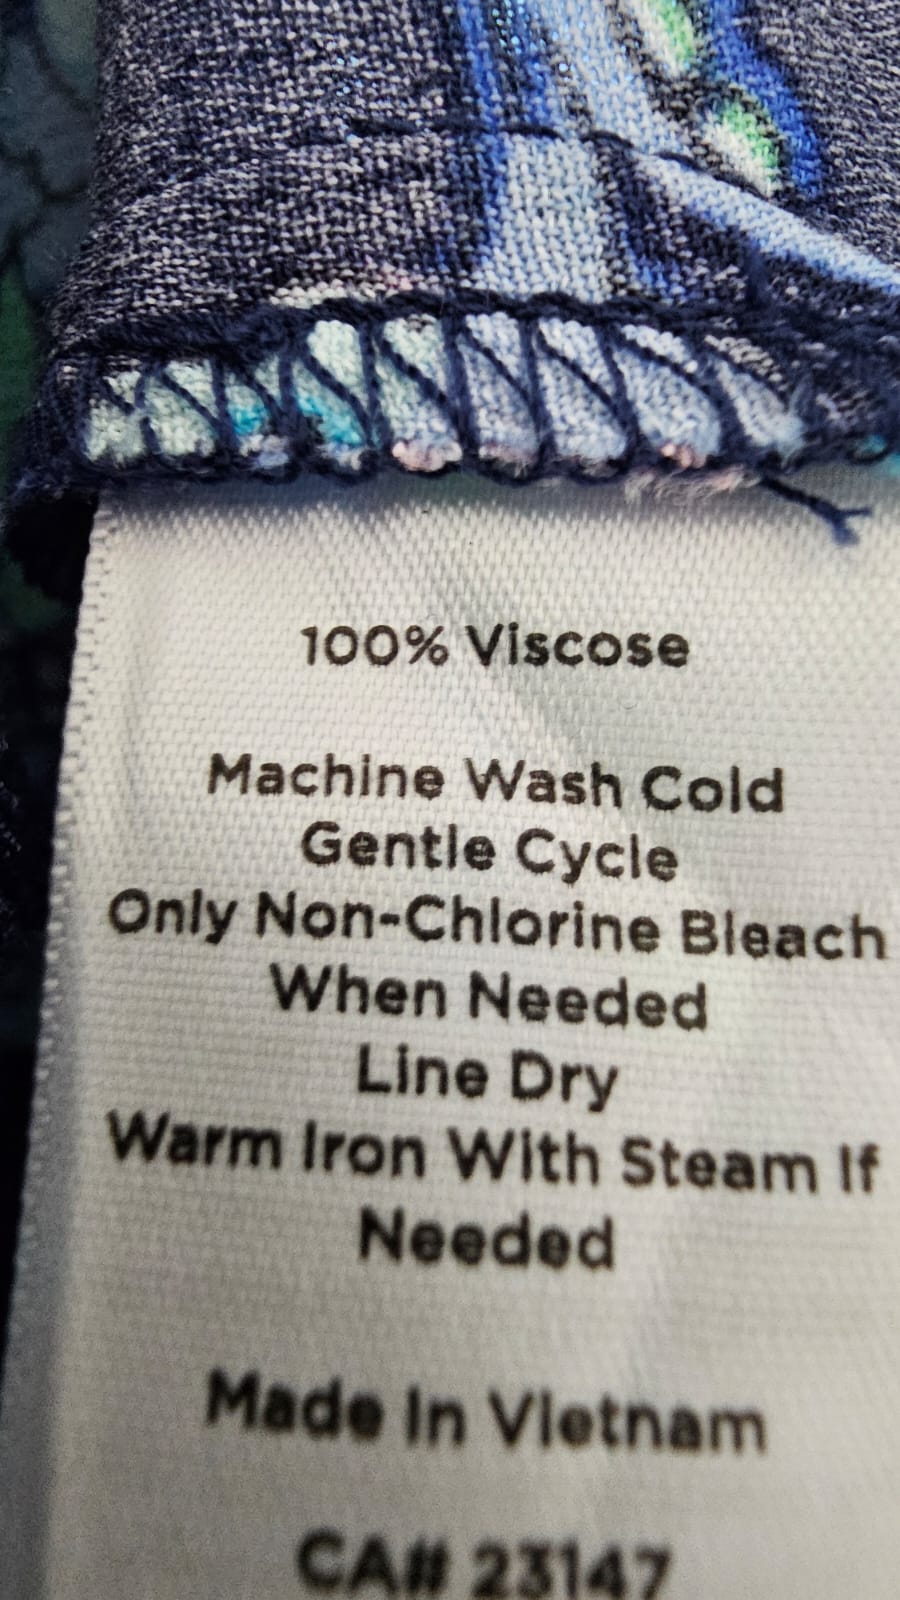 100% Viscose
Machine Wash Cold
Gentle Cycle
Only Non-Chlorine Bleach
When Needed
Line Dry
Warm Iron With Steam If
Needed
Made In Vietnam
CA# 23147